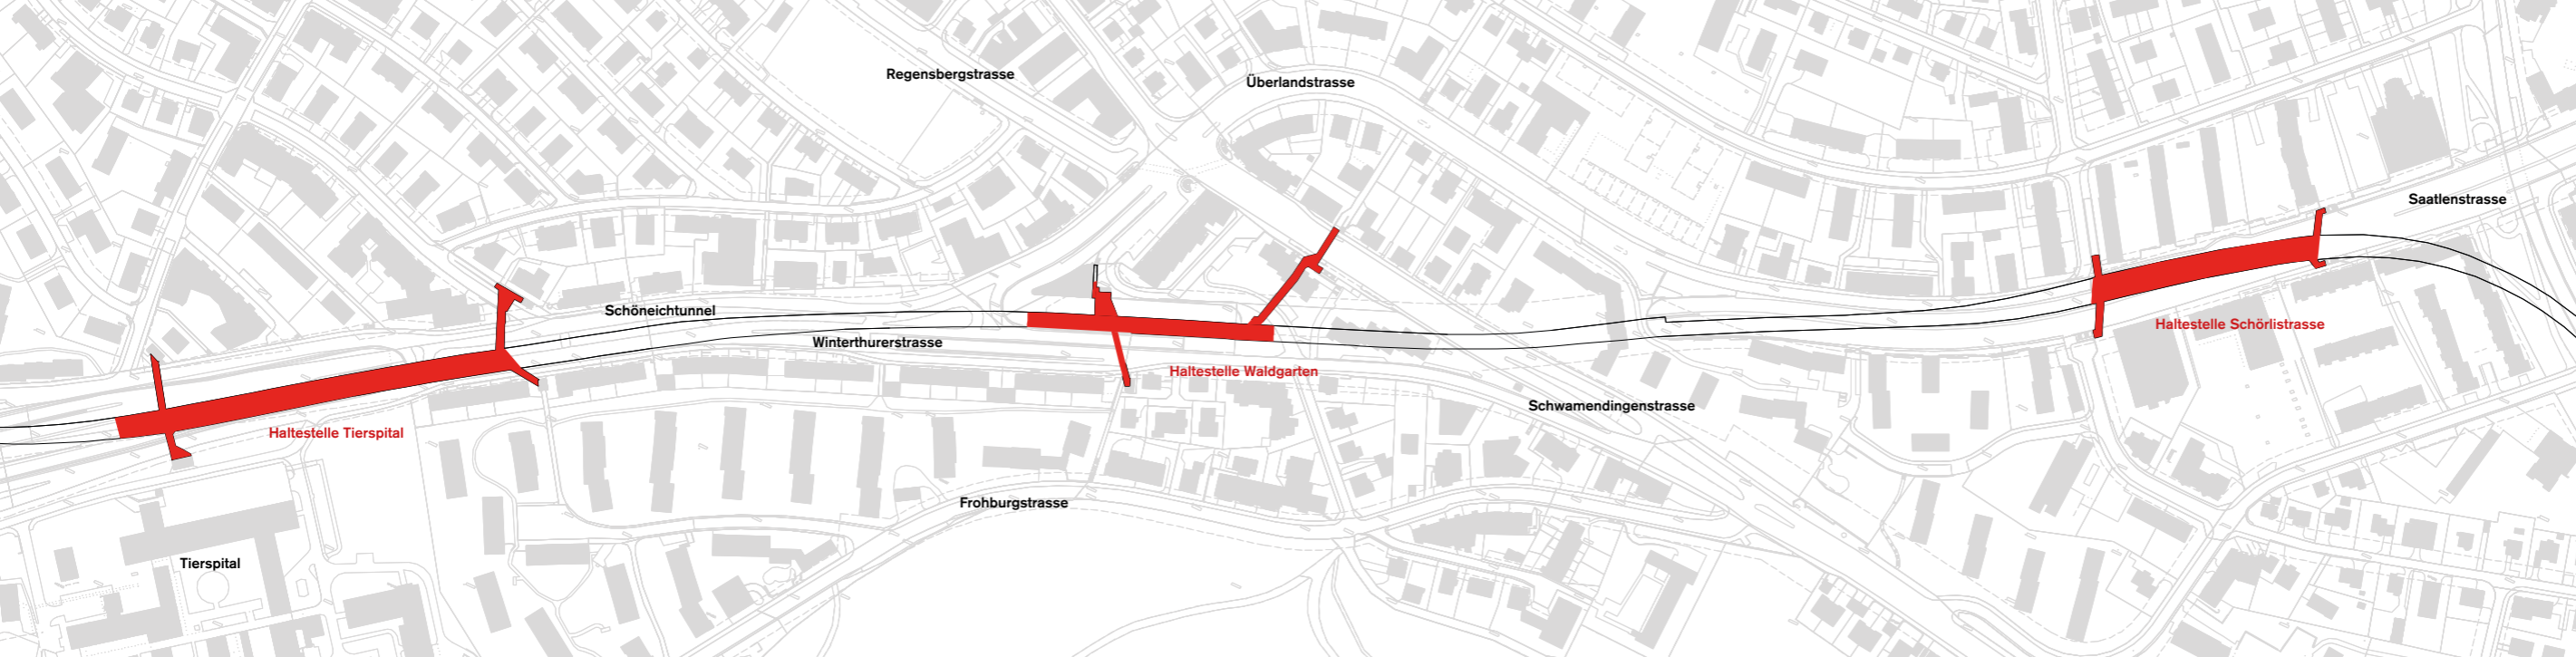 Regensbergstrasse
Überlandstrasse
Saatlenstrasse
Schöneichtunnel
Haltestelle Schörlistrasse
Winterthurerstrasse
Haltestelle Waldgarten
Schwamendingenstrasse
Haltestelle Tierspital
Frohburgstrasse
Tierspital